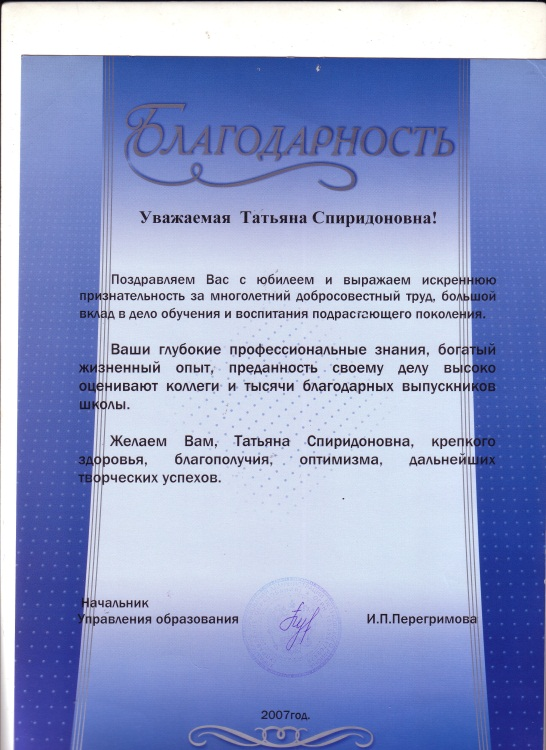 Благодарность
Уважаемая Татьяна Спиридоновна!
Поздравляем Вас с юбилеем и выражаем искреннюю
признательность за многолетний добросовестный труд, большой
вклад в дело обучения и воспитания подрастающего поколения.
Ваши глубокие профессиональные знания, богатый
жизненный опыт, преданность своему делу высоко
оценивают коллеги и тысячи благодарных выпускников
школы.
Желаем Вам, Татьяна Спиридоновна, крепкого
здоровья, благополучия, оптимизма, дальнейших
творческих успехов.
Начальник
Управления образования И.П.Перегримова
2007год.